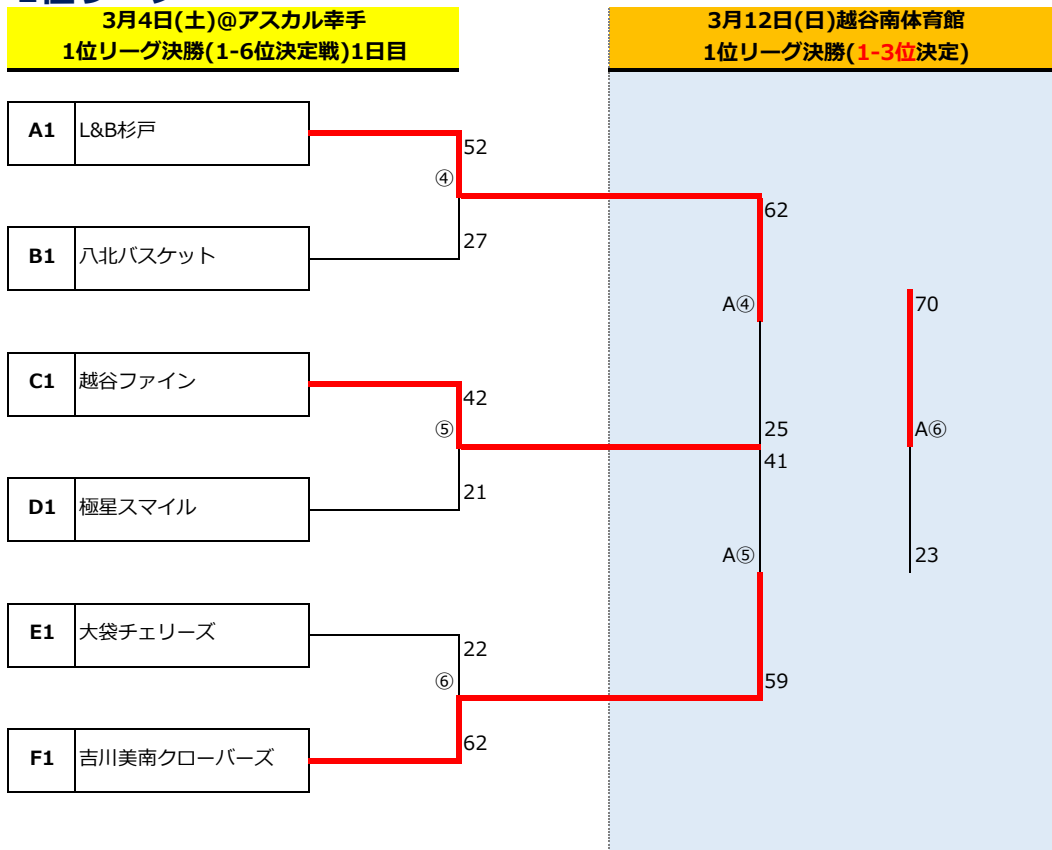 3月4日(土)@アスカル幸手
1位リーグ決勝(1-6位決定戦)1日目
3月12日(日)越谷南体育館
1位リーグ決勝(1-3位決定)
A1 L&B杉戸
52
④
62
B1 八北バスケット
27
A④
70
C1 越谷ファイン
42
⑤
25
A⑥
41
D1 極星スマイル
21
A⑤
23
E1 大袋チェリーズ
22
⑥
59
F1 吉川美南クローバーズ
62